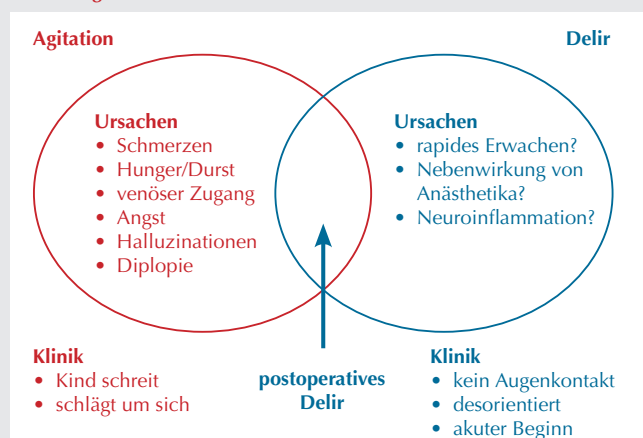 Agitation
Delir
Ursachen
• Schmerzen
• Hunger/Durst
• venöser Zugang
• Angst
• Halluzinationen
• Diplopie
Ursachen
• rapides Erwachen?
• Nebenwirkung von
Anästhetika?
• Neuroinflammation?
Klinik
• Kind schreit
• schlägt um sich
postoperatives
Delir
Klinik
• kein Augenkontakt
• desorientiert
• akuter Beginn